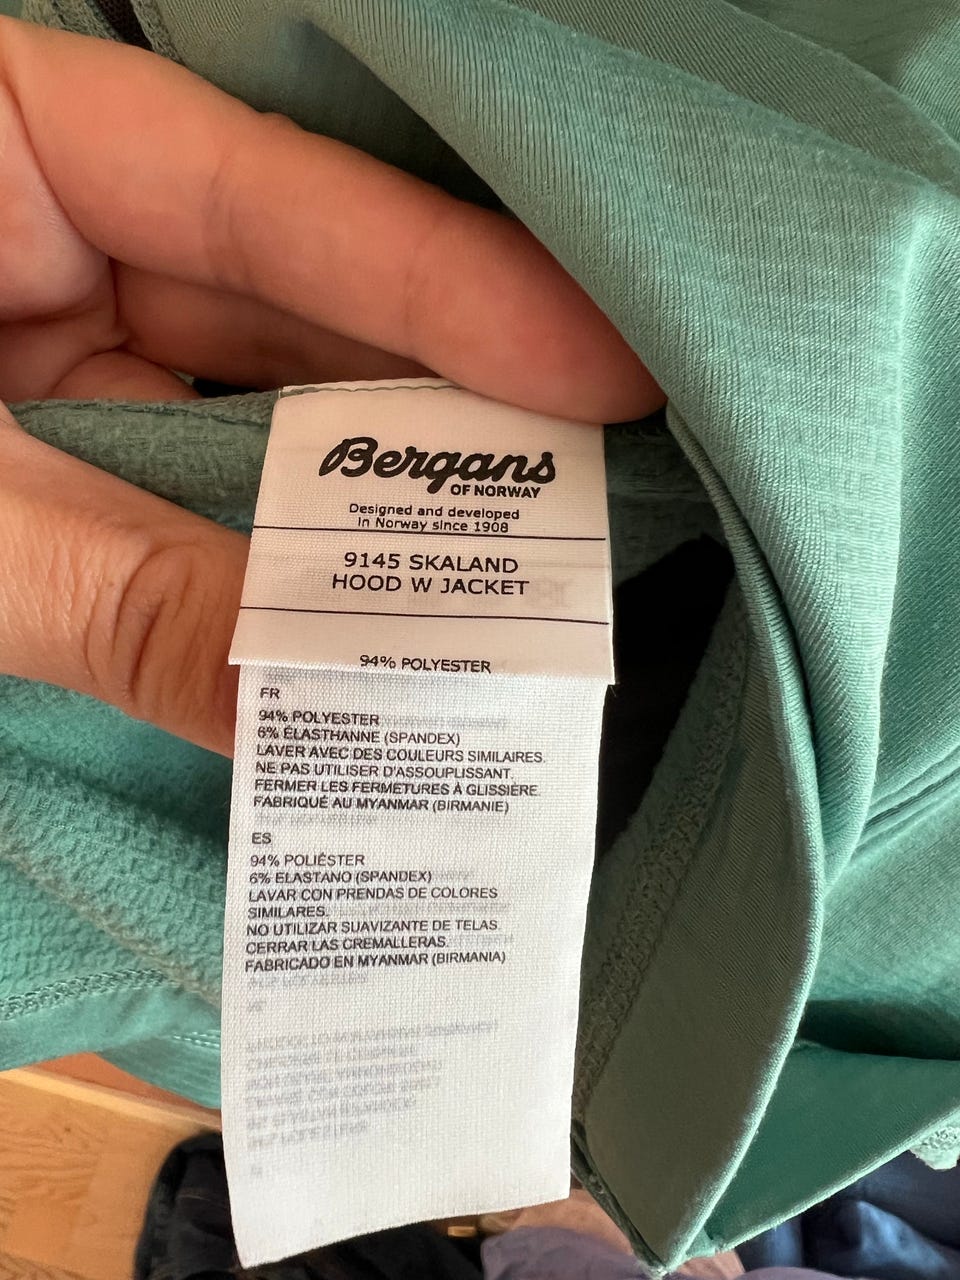 Bergans
OF NORWAY
Designed and developed
in Norway since 1908
9145 SKALAND
HOOD W JACKET
94% POLYESTER
FR
94% POLYESTER
6% ÉLASTHANNE (SPANDEX)
LAVER AVEC DES COULEURS SIMILAIRES.
NE PAS UTILISER D'ASSOUPLISSANT.
FERMER LES FERMETURES À GLISSIÈRE.
FABRIQUÉ AU MYANMAR (BIRMANIE)
ES
94% POLIÉSTER
6% ELASTANO (SPANDEX)
LAVAR CON PRENDAS DE COLORES
SIMILARES.
NO UTILIZAR SUAVIZANTE DE TELAS.
CERRAR LAS CREMALLERAS.
FABRICADO EN MYANMAR (BIRMANIA)